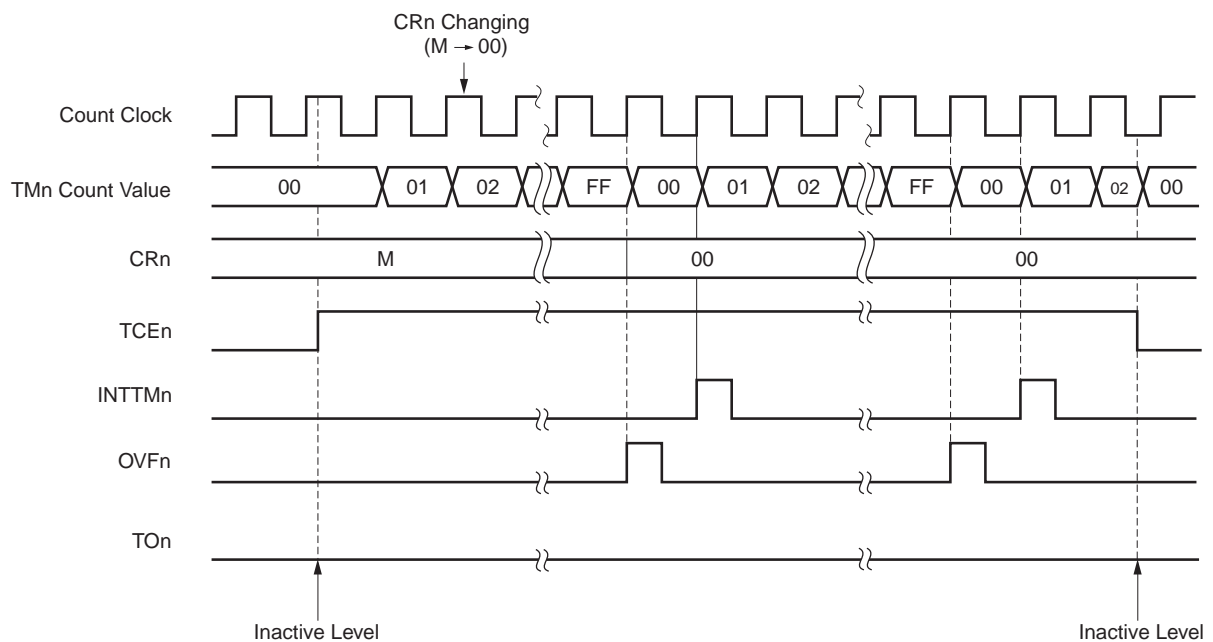 CRn Changing
(M → 00)
Count Clock
TMn Count Value 00 01 02 FF 00 01 02 FF 00 01 02 00
CRn M 00 00
TCEn
INTTMn
OVFn
TOn
Inactive Level Inactive Level